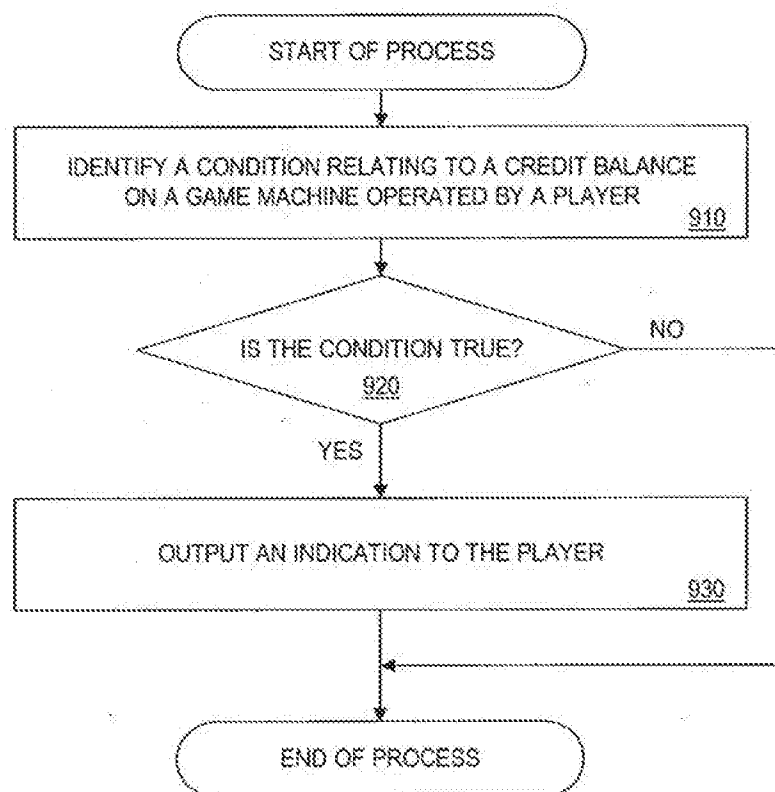 START OF PROCESS
IDENTIFY A CONDITION RELATING TO A CREDIT BALANCE
ON A GAME MACHINE OPERATED BY A PLAYER
910
IS THE CONDITION TRUE?
920
NO
YES
OUTPUT AN INDICATION TO THE PLAYER
930
END OF PROCESS